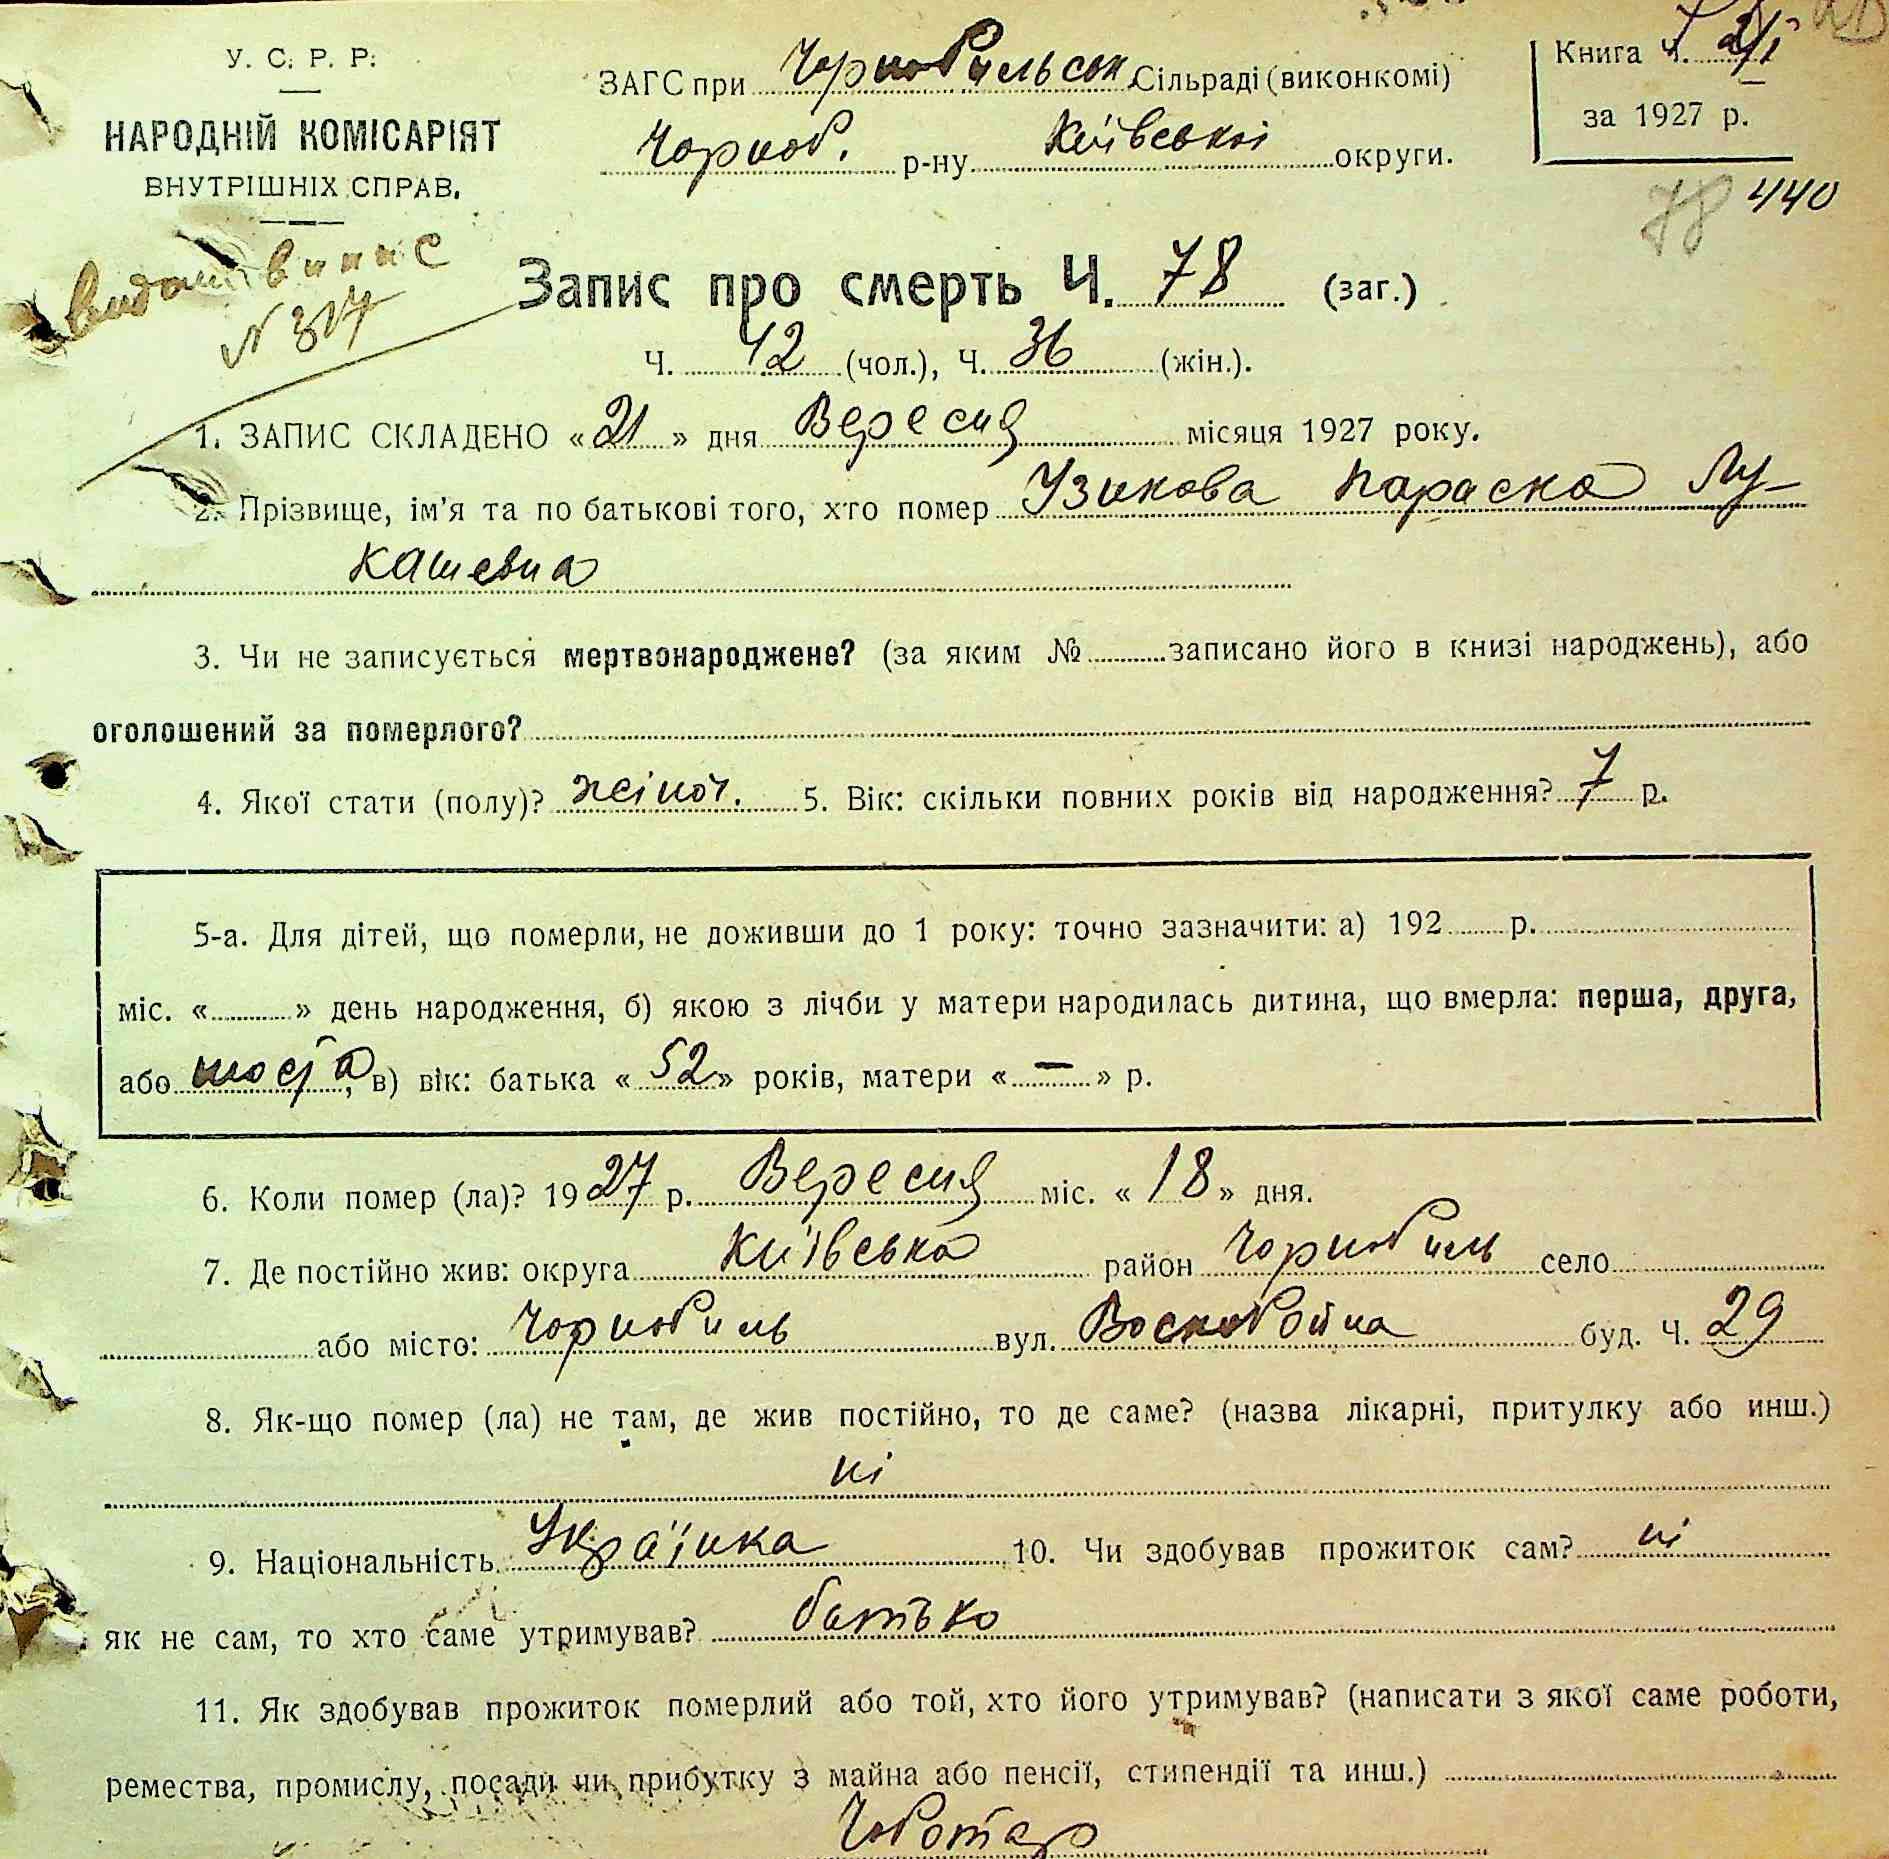 У. С. Р. Р.
НАРОДНІЙ КОМІСАРІЯТ
ВНУТРІШНІХ СПРАВ.
ЗАГС при Чорнобильськ. Сільраді (виконкомі)
Чорноб. р-ну Київської округи.
Книга Ч.
за 1927 р.
78 440
видат випис
N 317
Запис про смерть Ч. 78 (заг.)
Ч. 42 (чол.), Ч. 36 (жін.).
1. ЗАПИС СКЛАДЕНО «21» дня Вересня місяця 1927 року.
2. Прізвище, ім'я та по батькові того, хто помер Узикова Параска Лу-
кашевна
3. Чи не записується мертвонароджене? (за яким № записано його в книзі народжень), або
оголошений за померлого?
4. Якої стати (полу)? жіноч. 5. Вік: скільки повних років від народження? 7 р.
5-а. Для дітей, що померли, не доживши до 1 року: точно зазначити: а) 192 р.
міс. « » день народження, б) якою з лічби у матери народилась дитина, що вмерла: перша, друга,
або шоста, в) вік: батька «52» років, матери « — » р.
6. Коли помер (ла)? 1927 р. Вересня міс. «18» дня.
7. Де постійно жив: округа Київська район Чорнобиль село
або місто: Чорнобиль вул. Воскобойна буд. Ч. 29
8. Як-що помер (ла) не там, де жив постійно, то де саме? (назва лікарні, притулку або инш.)
ні
9. Національність Українка 10. Чи здобував прожиток сам? ні
як не сам, то хто саме утримував? батько
11. Як здобував прожиток померлий або той, хто його утримував? (написати з якої саме роботи,
ремества, промислу, посади чи прибутку з майна або пенсії, стипендії та инш.)
Чоботар